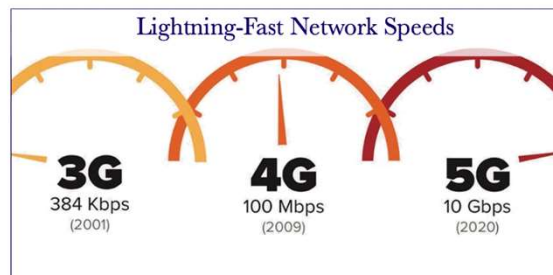 Lightning-Fast Network Speeds
3G
384 Kbps
(2001)
4G
100 Mbps
(2009)
5G
10 Gbps
(2020)